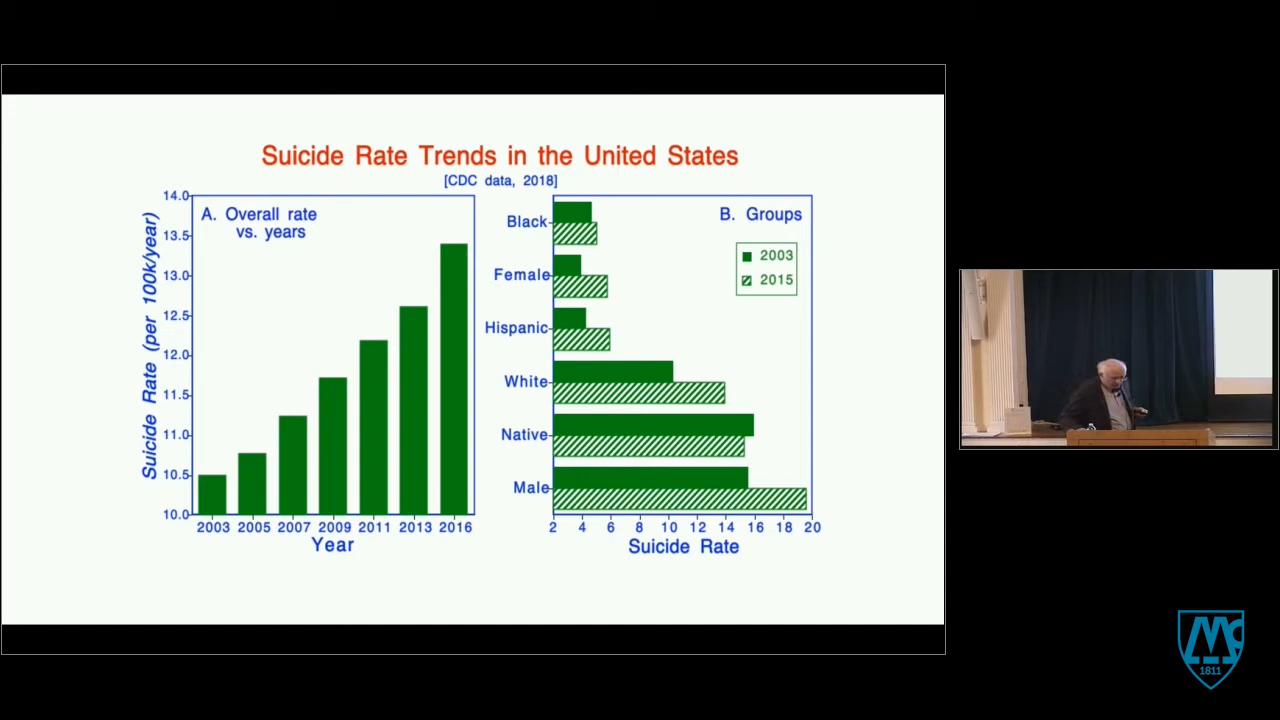 Suicide Rate Trends in the United States
[CDC data, 2018]
A. Overall rate
vs. years
Suicide Rate (per 100k/year)
14.0
13.5
13.0
12.5
12.0
11.5
11.0
10.5
10.0
2003 2005 2007 2009 2011 2013 2016
Year
B. Groups
2003
2015
Black
Female
Hispanic
White
Native
Male
2 4 6 8 10 12 14 16 18 20
Suicide Rate
Mc
1811